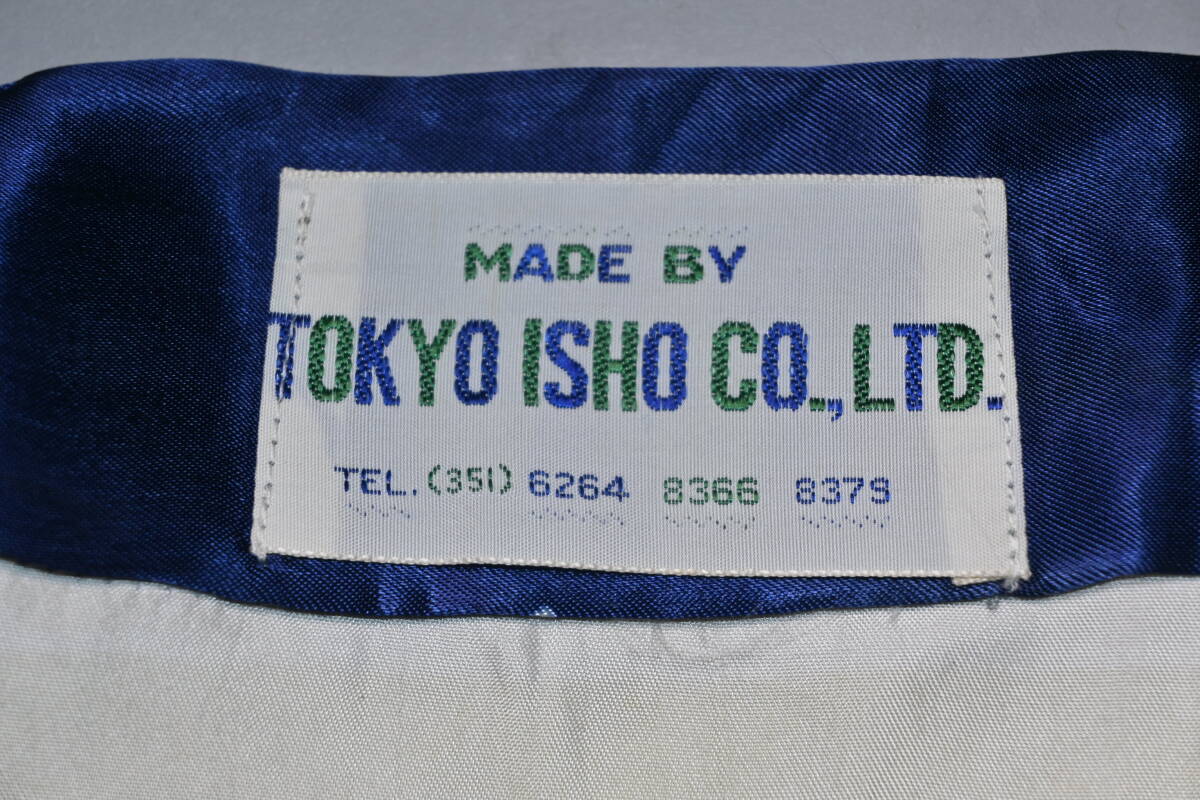 MADE BY
TOKYO ISHO CO., LTD.
TEL. (351) 6264 8366 8379